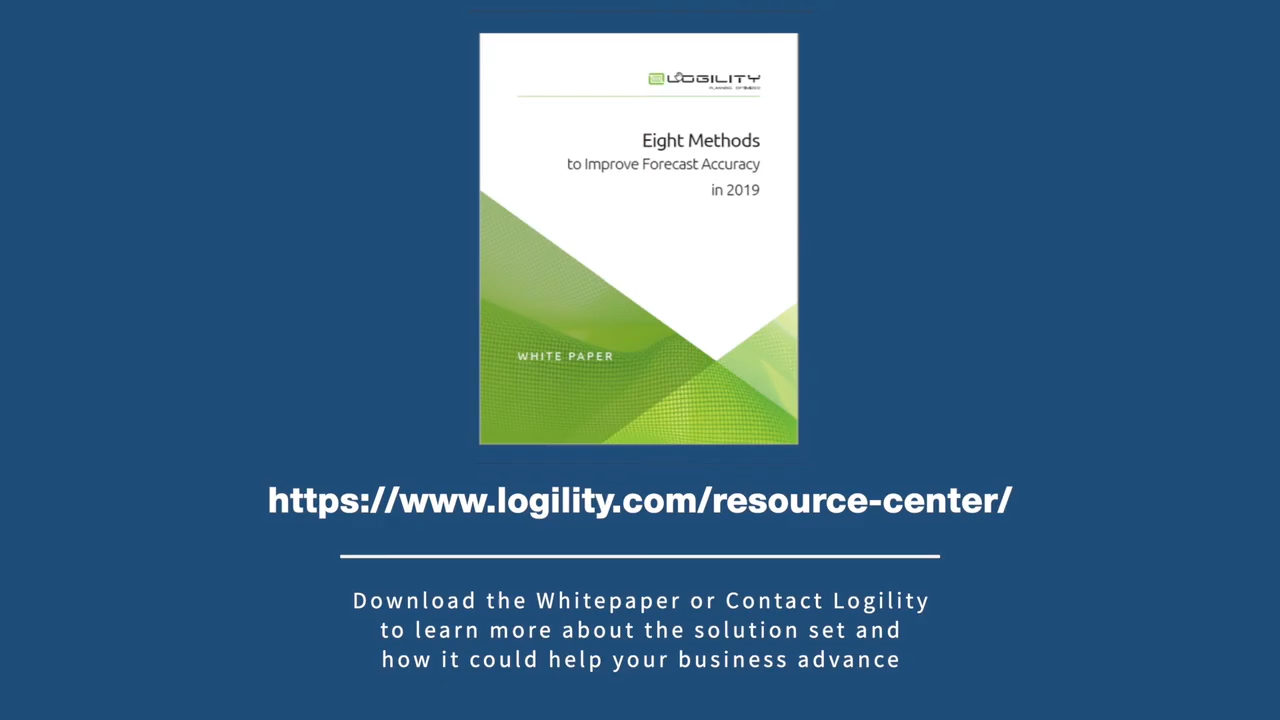 LOGILITY
PLANNING OPTIMIZED
Eight Methods
to Improve Forecast Accuracy
in 2019
WHITE PAPER
https://www.logility.com/resource-center/
Download the Whitepaper or Contact Logility
to learn more about the solution set and
how it could help your business advance